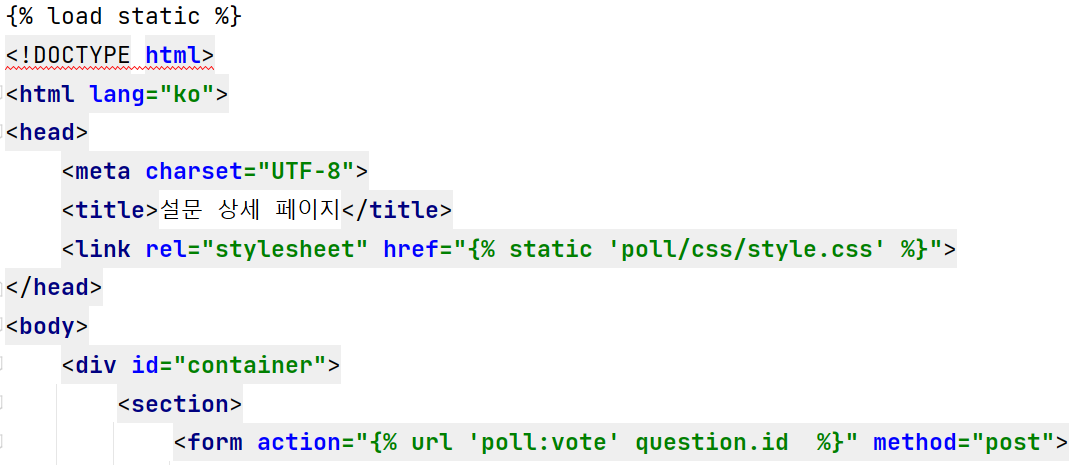 {% load static %}
<!DOCTYPE html>
<html lang="ko">
<head>
    <meta charset="UTF-8">
    <title>설문 상세 페이지</title>
    <link rel="stylesheet" href="{% static 'poll/css/style.css' %}">
</head>
<body>
    <div id="container">
        <section>
            <form action="{% url 'poll:vote' question.id  %}" method="post">